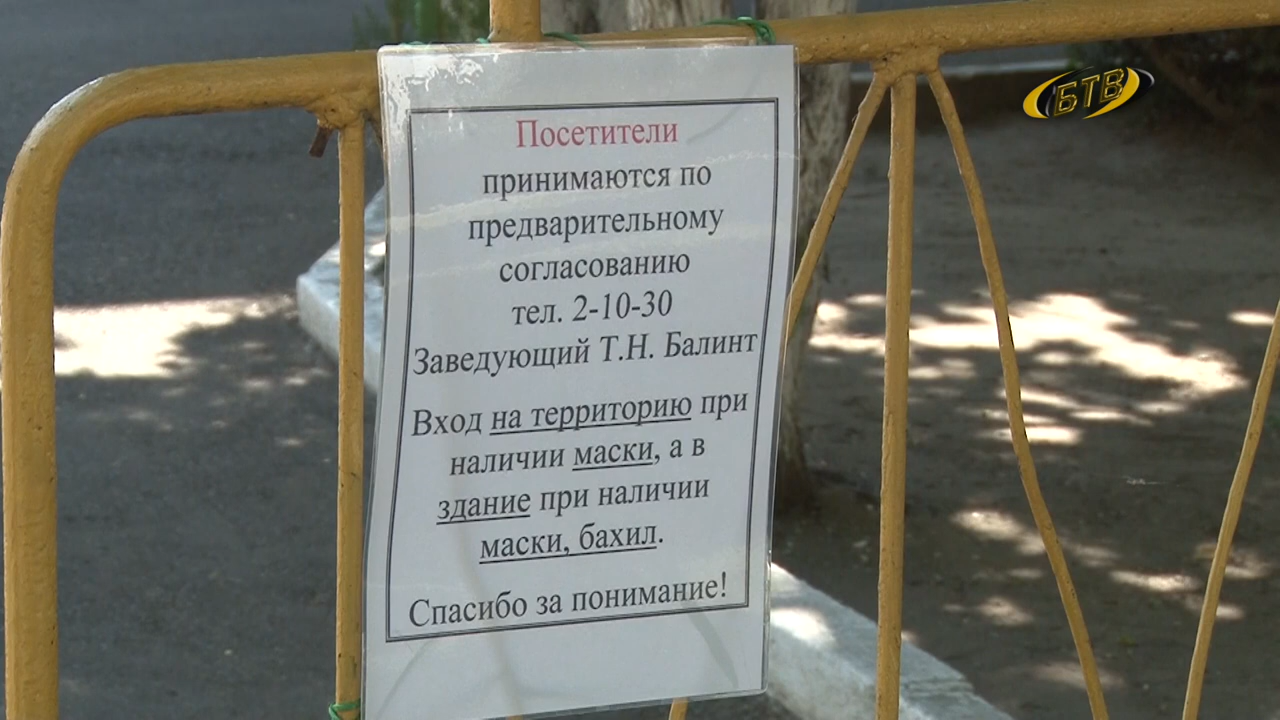 БТВ
Посетители
принимаются по
предварительному
согласованию
тел. 2-10-30
Заведующий Т.Н. Балинт
Вход на территорию при
наличии маски, а в
здание при наличии
маски, бахил.
Спасибо за понимание!